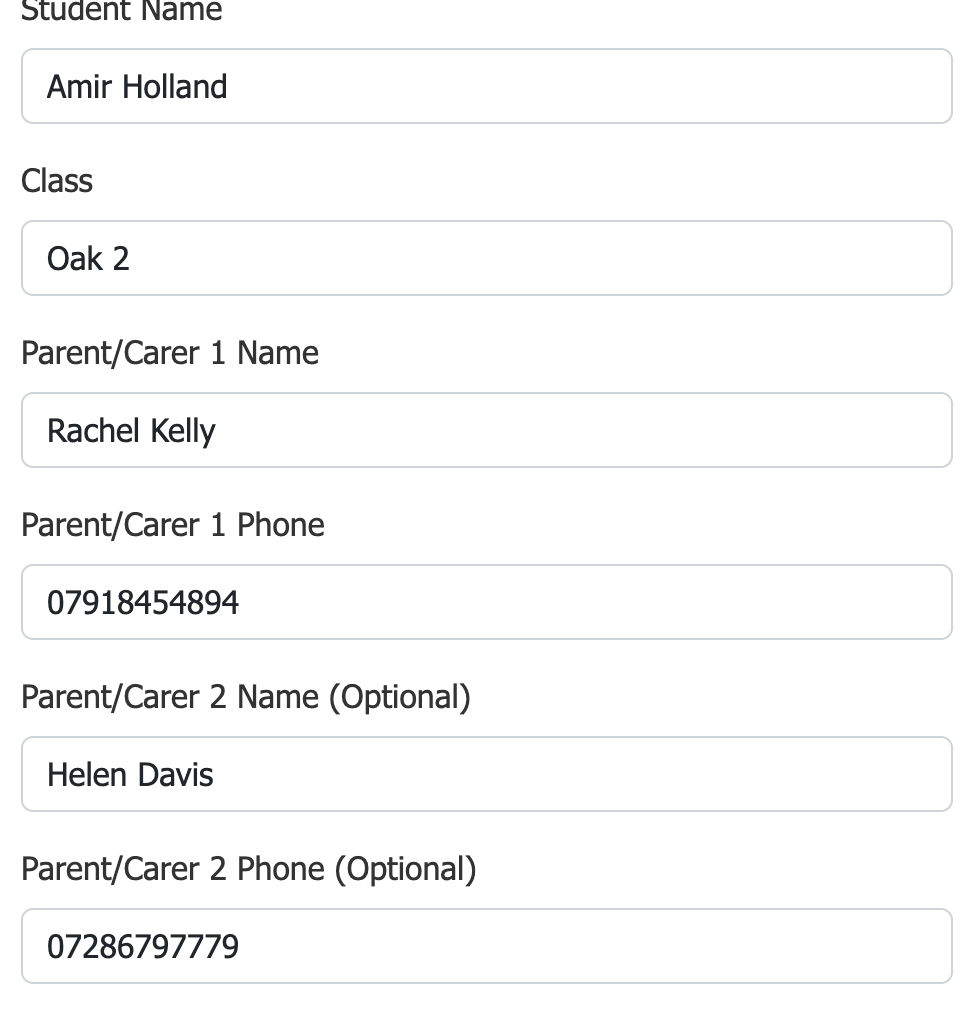 Student Name
Amir Holland
Class
Oak 2
Parent/Carer 1 Name
Rachel Kelly
Parent/Carer 1 Phone
07918454894
Parent/Carer 2 Name (Optional)
Helen Davis
Parent/Carer 2 Phone (Optional)
07286797779